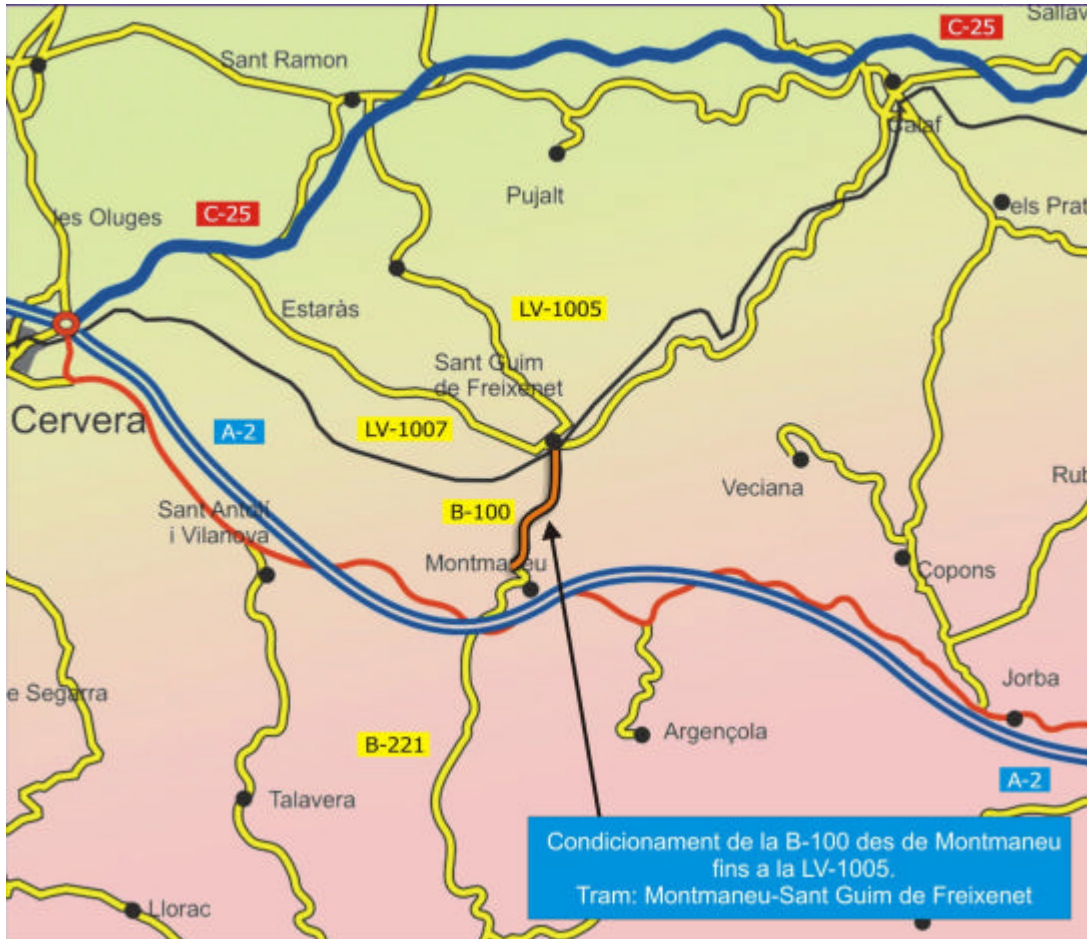 Sallav
C-25
Sant Ramon
Calaf
Pujalt
els Prat
C-25
les Oluges
Estaràs
LV-1005
Sant Guim
de Freixenet
Cervera
A-2
LV-1007
Veciana
Rub
Sant Antolí
i Vilanova
B-100
Montmaneu
Copons
e Segarra
Jorba
B-221
Argençola
A-2
Talavera
Condicionament de la B-100 des de Montmaneu
fins a la LV-1005.
Tram: Montmaneu-Sant Guim de Freixenet
Llorac